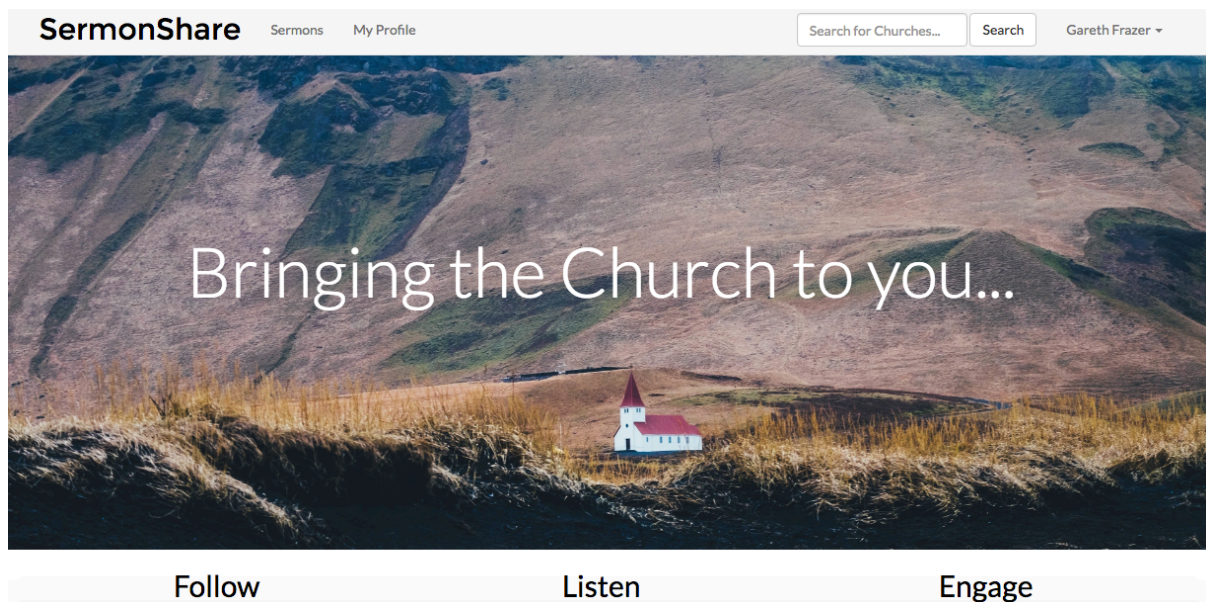 SermonShare Sermons My Profile Search for Churches... Search Gareth Frazer
Bringing the Church to you...
Follow Listen Engage